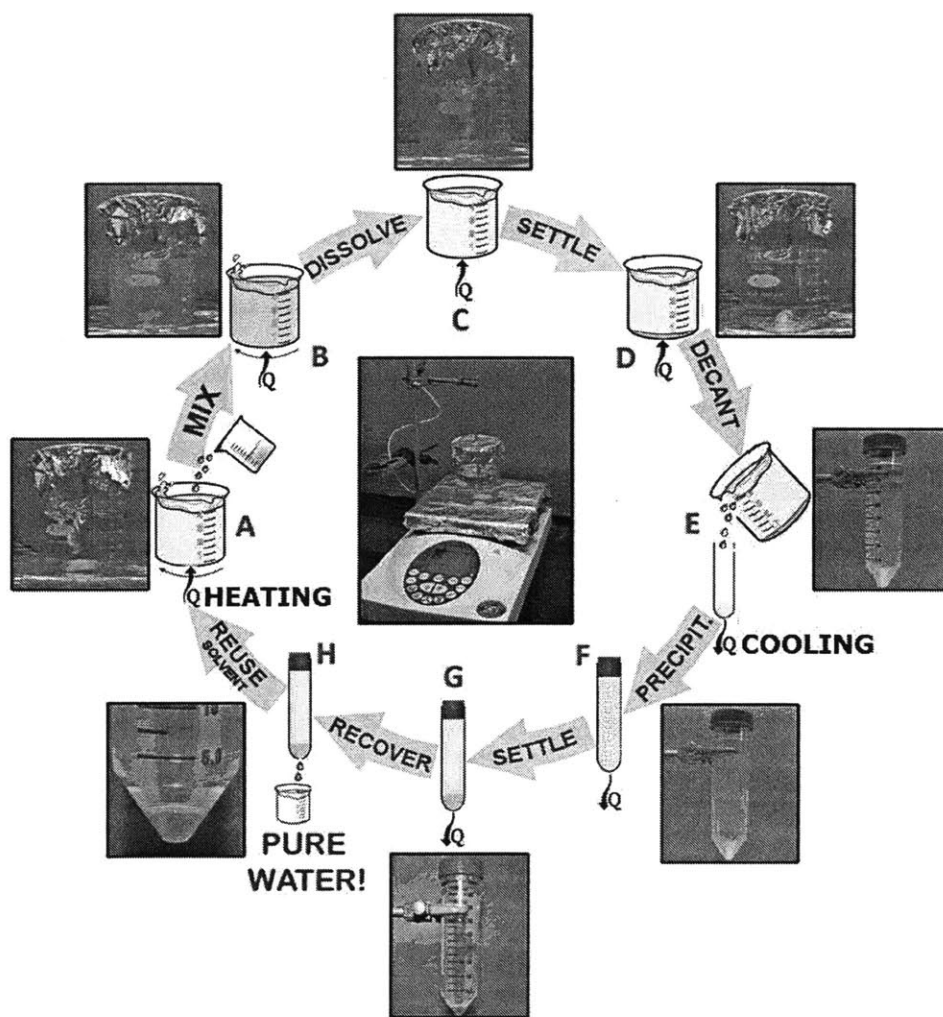 C
Q
DISSOLVE
SETTLE
B
Q
D
Q
MIX
DECANT
A
Q HEATING
E
Q COOLING
PRECIPIT.
F
Q
SETTLE
G
Q
RECOVER
H
REUSE
SOLVENT
PURE
WATER!